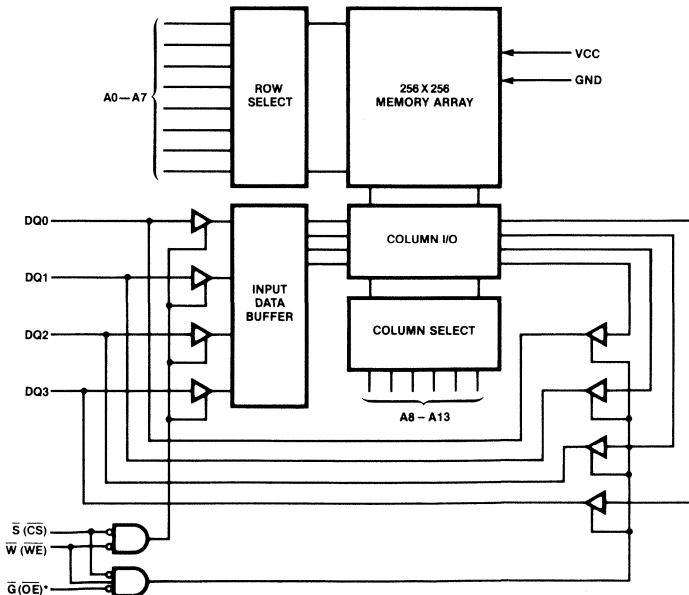 A0—A7
ROW
SELECT
256 X 256
MEMORY ARRAY
VCC
GND
DQ0
DQ1
DQ2
DQ3
INPUT
DATA
BUFFER
COLUMN I/O
COLUMN SELECT
A8 – A13
S̅ (C̅S̅)
W̅ (W̅E̅)
G̅ (O̅E̅)*